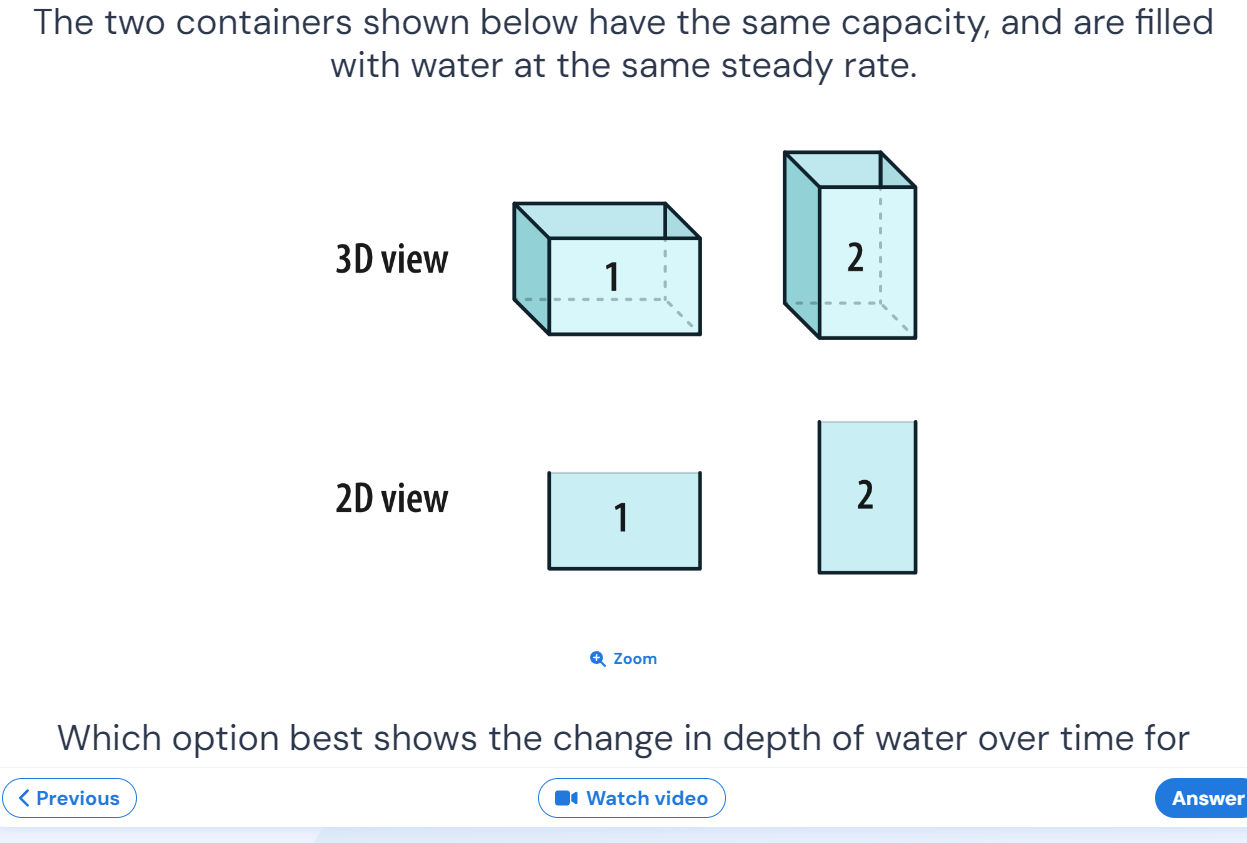 The two containers shown below have the same capacity, and are filled
with water at the same steady rate.
3D view
1
2
2D view
1
2
Zoom
Which option best shows the change in depth of water over time for
Previous
Watch video
Answer